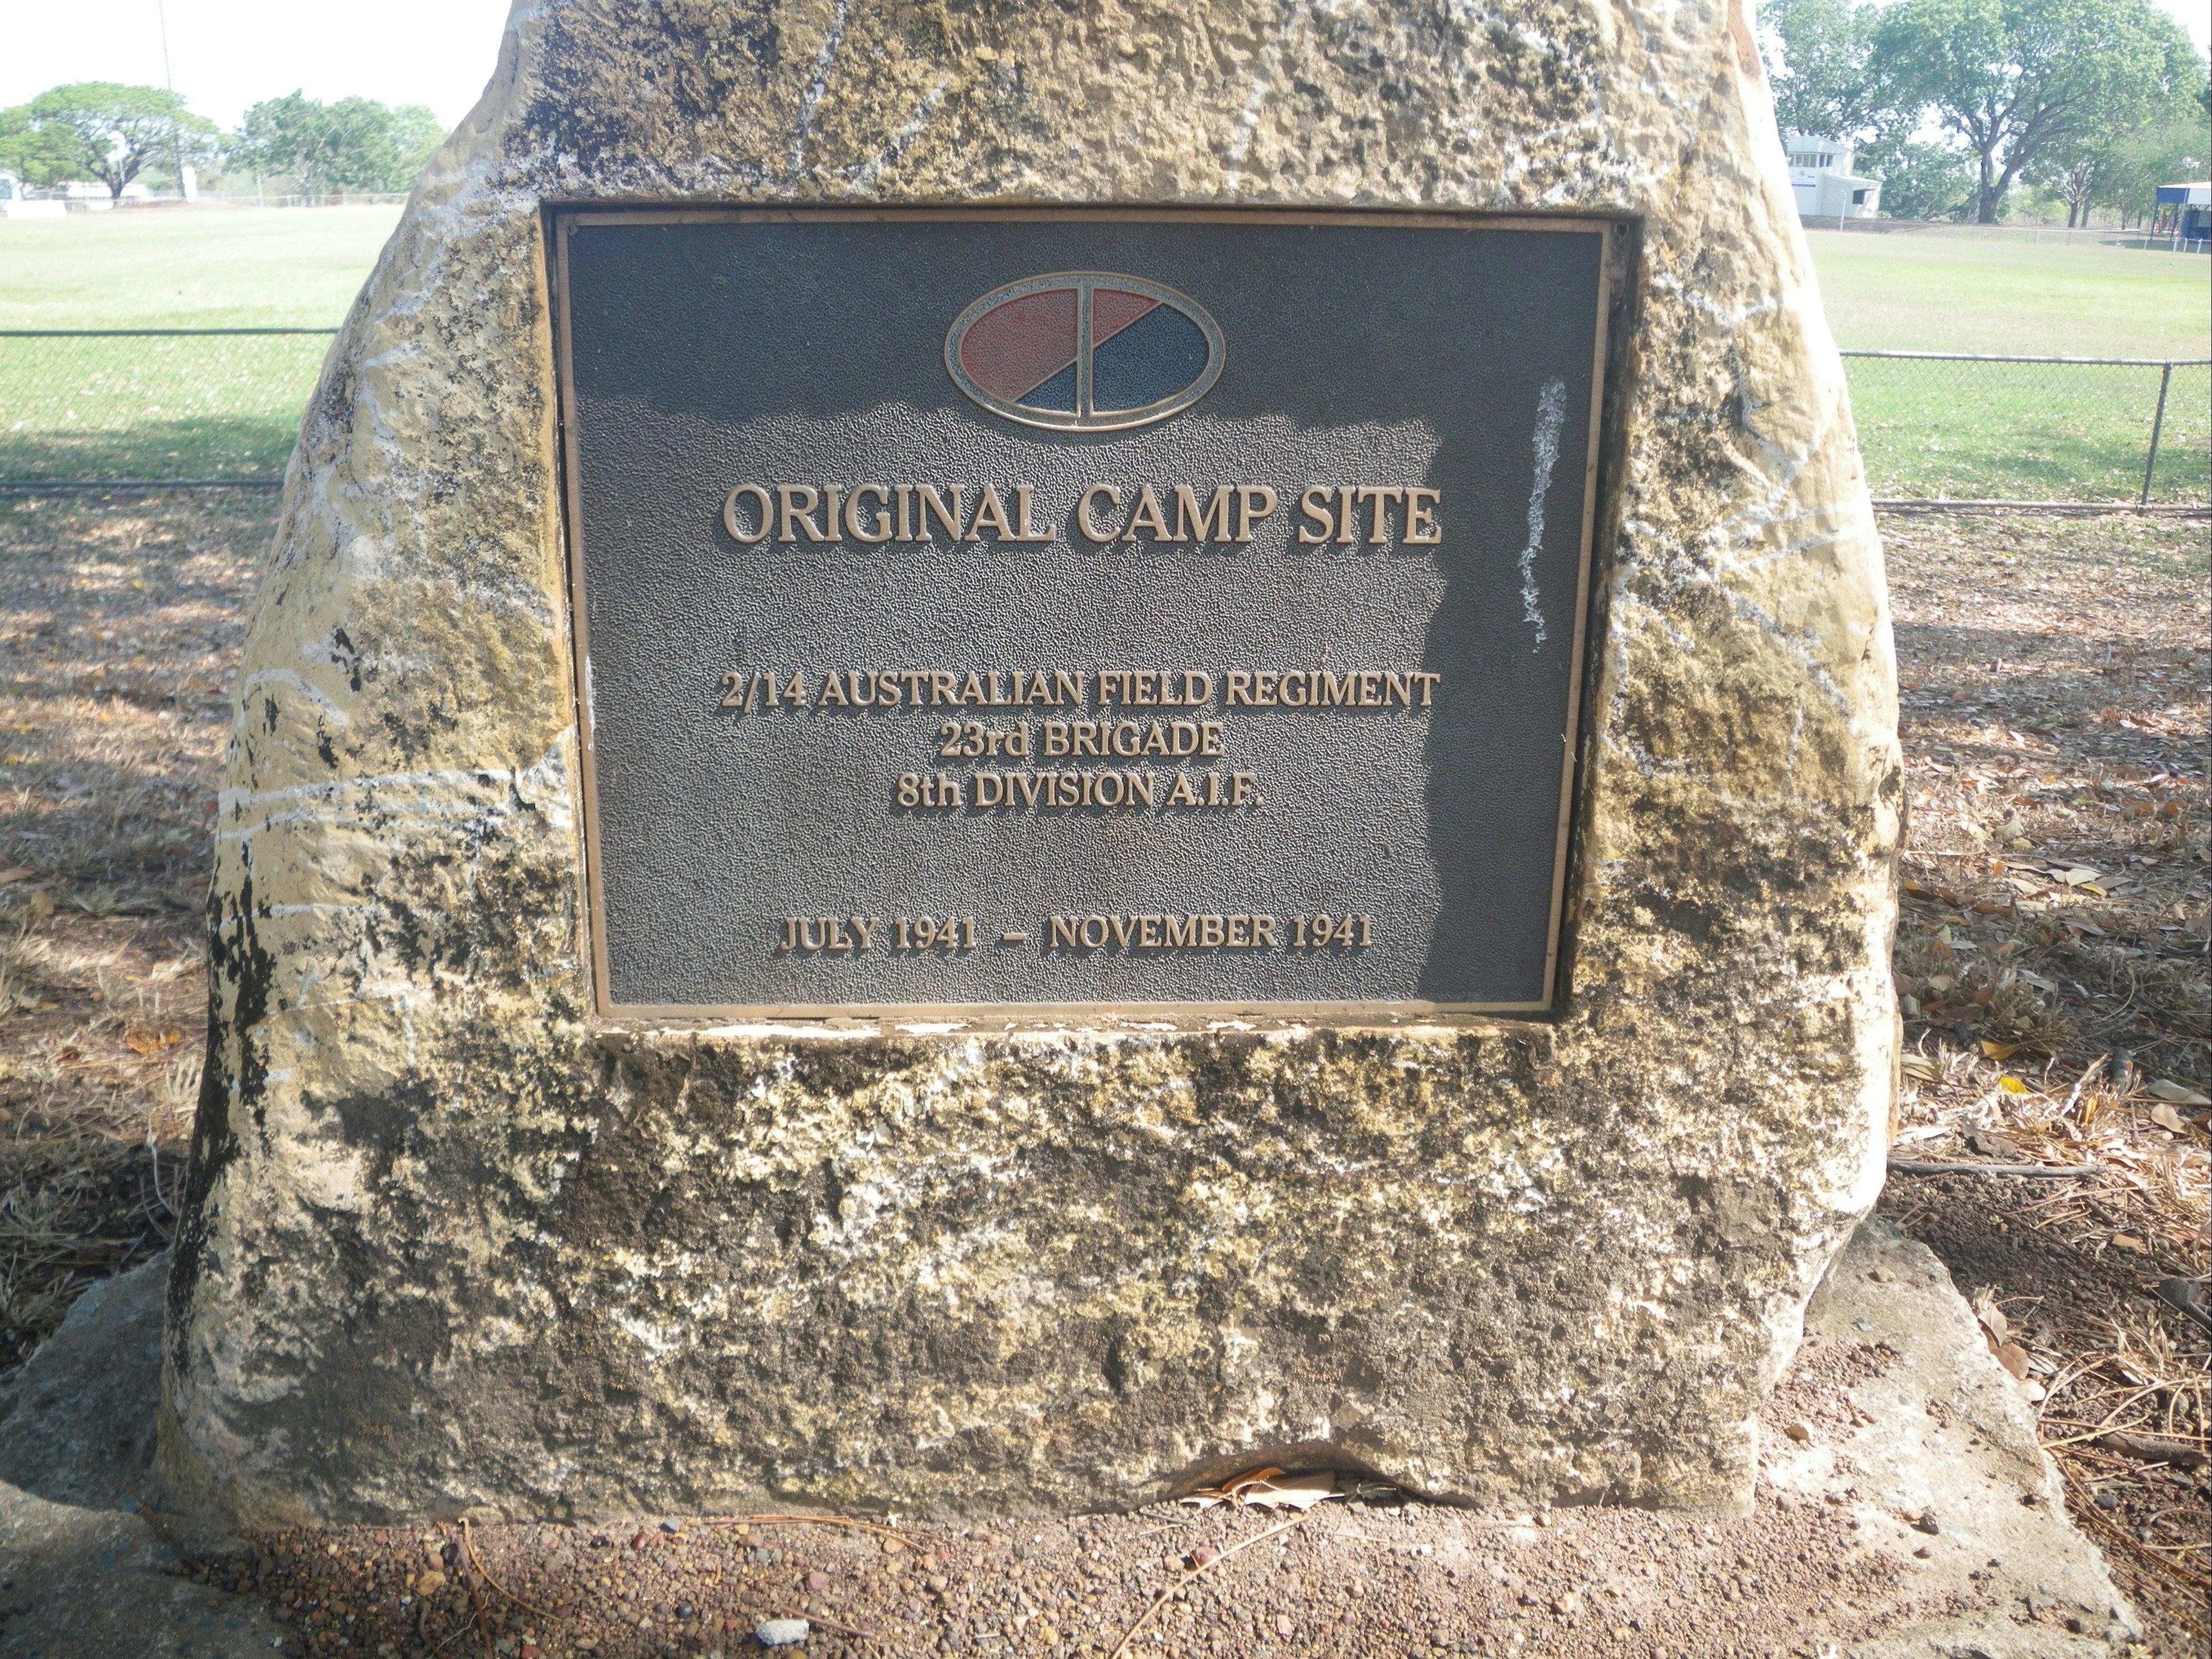 ORIGINAL CAMP SITE
2/14 AUSTRALIAN FIELD REGIMENT
23rd BRIGADE
8th DIVISION A.I.F.
JULY 1941 – NOVEMBER 1941